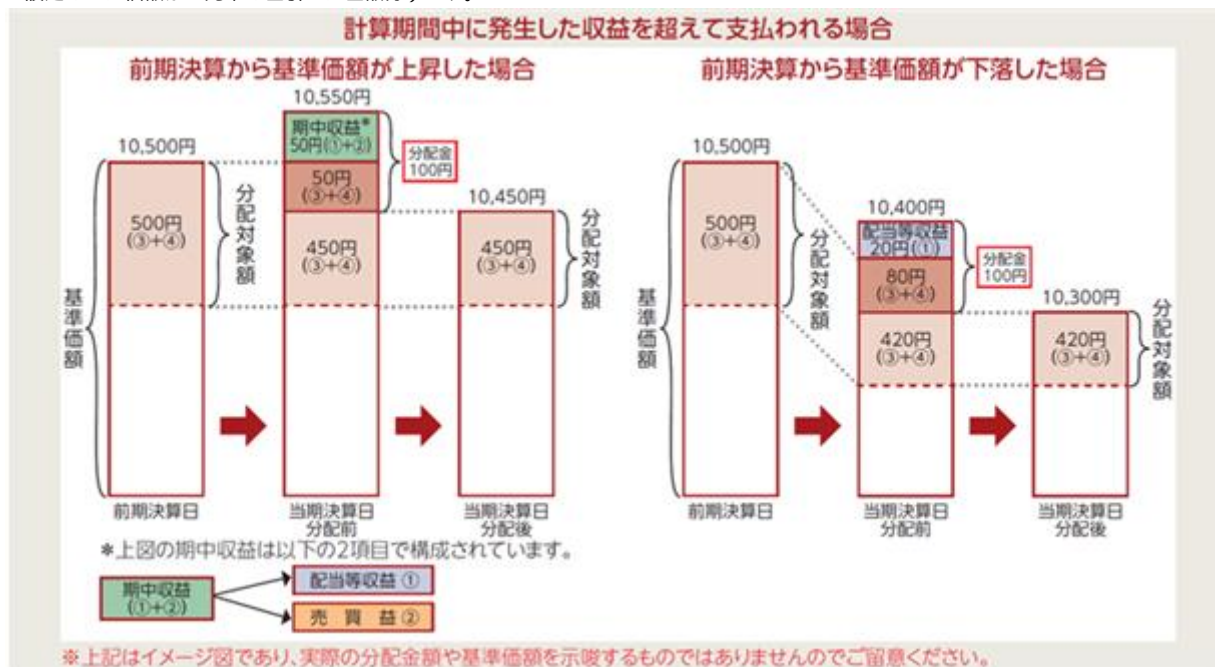 計算期間中に発生した収益を超えて支払われる場合
前期決算から基準価額が上昇した場合
10,500円
500円
(③+④)
分配対象額
基準価額
前期決算日
10,550円
期中収益*
50円(①+②)
50円
(③+④)
450円
(③+④)
分配金
100円
当期決算日
分配前
10,450円
450円
(③+④)
分配対象額
当期決算日
分配後
*上図の期中収益は以下の2項目で構成されています。
期中収益
(①+②)
配当等収益 ①
売 買 益 ②
前期決算から基準価額が下落した場合
10,500円
500円
(③+④)
分配対象額
基準価額
前期決算日
10,400円
配当等収益
20円(①)
80円
(③+④)
420円
(③+④)
分配金
100円
当期決算日
分配前
10,300円
420円
(③+④)
分配対象額
当期決算日
分配後
※上記はイメージ図であり、実際の分配金額や基準価額を示唆するものではありませんのでご留意ください。